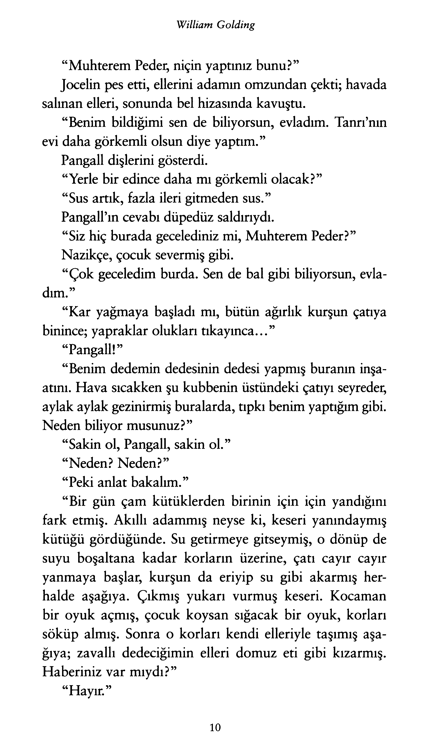 William Golding
“Muhterem Peder, niçin yaptınız bunu?”
Jocelin pes etti, ellerini adamın omzundan çekti; havada
salınan elleri, sonunda bel hizasında kavuştu.
“Benim bildiğimi sen de biliyorsun, evladım. Tanrı’nın
evi daha görkemli olsun diye yaptım.”
Pangall dişlerini gösterdi.
“Yerle bir edince daha mı görkemli olacak?”
“Sus artık, fazla ileri gitmeden sus.”
Pangall’ın cevabı düpedüz saldırıydı.
“Siz hiç burada gecelediniz mi, Muhterem Peder?”
Nazikçe, çocuk severmiş gibi.
“Çok geceledim burda. Sen de bal gibi biliyorsun, evla-
dım.”
“Kar yağmaya başladı mı, bütün ağırlık kurşun çatıya
binince; yapraklar olukları tıkayınca...”
“Pangall!”
“Benim dedemin dedesinin dedesi yapmış buranın inşa-
atını. Hava sıcakken şu kubbenin üstündeki çatıyı seyreder,
aylak aylak gezinirmiş buralarda, tıpkı benim yaptığım gibi.
Neden biliyor musunuz?”
“Sakin ol, Pangall, sakin ol.”
“Neden? Neden?”
“Peki anlat bakalım.”
“Bir gün çam kütüklerden birinin için için yandığını
fark etmiş. Akıllı adammış neyse ki, keseri yanındaymış
kütüğü gördüğünde. Su getirmeye gitseymiş, o dönüp de
suyu boşaltana kadar korların üzerine, çatı cayır cayır
yanmaya başlar, kurşun da eriyip su gibi akarmış her-
halde aşağıya. Çıkmış yukarı vurmuş keseri. Kocaman
bir oyuk açmış, çocuk koysan sığacak bir oyuk, korları
söküp almış. Sonra o korları kendi elleriyle taşımış aşa-
ğıya; zavallı dedeciğimin elleri domuz eti gibi kızarmış.
Haberiniz var mıydı?”
“Hayır.”
10